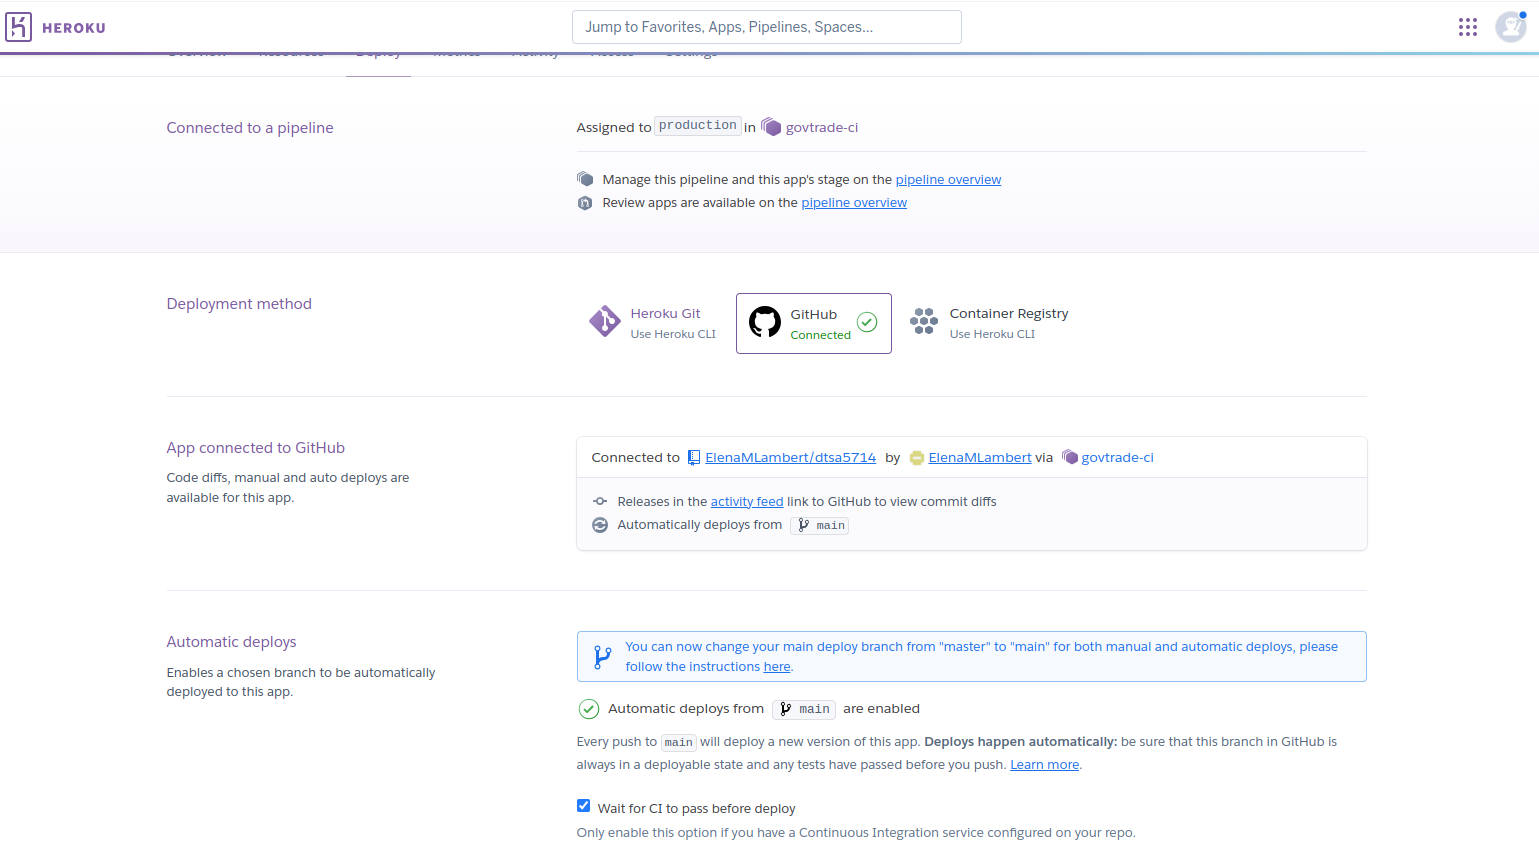 HEROKU
Jump to Favorites, Apps, Pipelines, Spaces...
Overview Resources Deploy Metrics Activity Access Settings
Connected to a pipeline
Assigned to production in govtrade-ci
Manage this pipeline and this app's stage on the pipeline overview
Review apps are available on the pipeline overview
Deployment method
Heroku Git
Use Heroku CLI
GitHub
Connected
Container Registry
Use Heroku CLI
App connected to GitHub
Code diffs, manual and auto deploys are
available for this app.
Connected to ElenaMLambert/dtsa5714 by ElenaMLambert via govtrade-ci
Releases in the activity feed link to GitHub to view commit diffs
Automatically deploys from main
Automatic deploys
Enables a chosen branch to be automatically
deployed to this app.
You can now change your main deploy branch from "master" to "main" for both manual and automatic deploys, please
follow the instructions here.
Automatic deploys from main are enabled
Every push to main will deploy a new version of this app. Deploys happen automatically: be sure that this branch in GitHub is
always in a deployable state and any tests have passed before you push. Learn more.
Wait for CI to pass before deploy
Only enable this option if you have a Continuous Integration service configured on your repo.